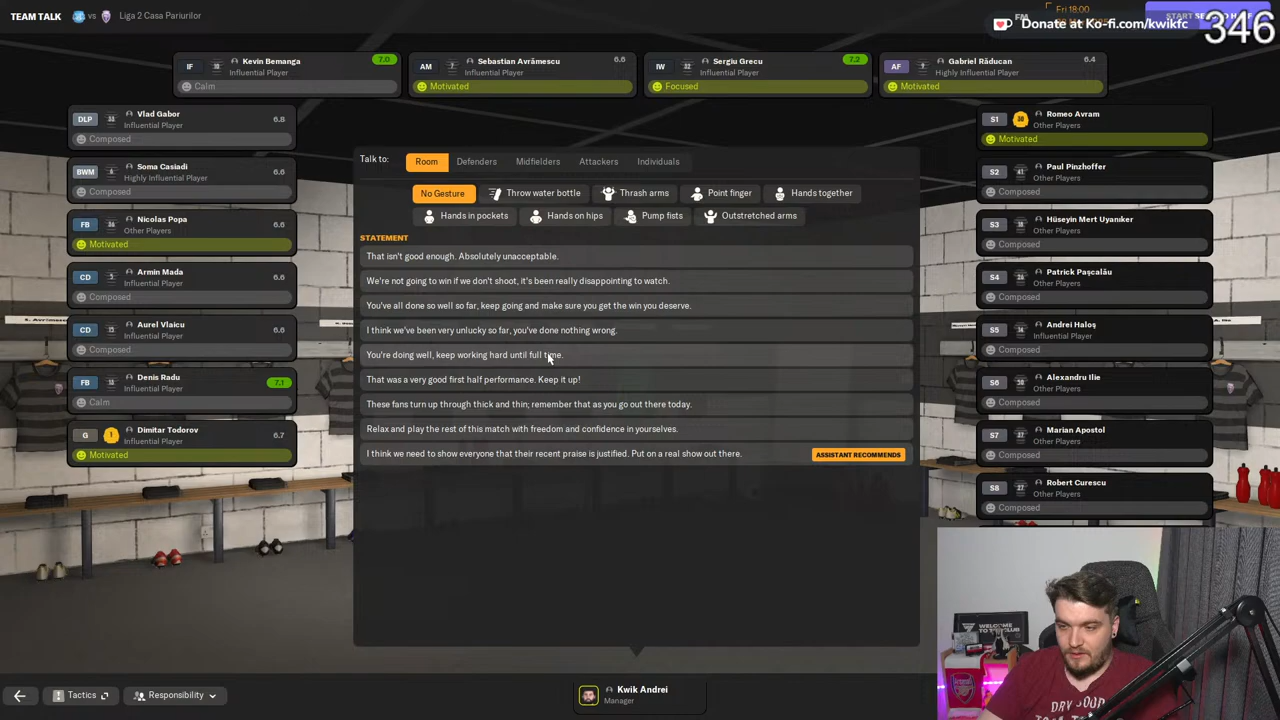 TEAM TALK
vs
Liga 2 Casa Pariurilor
Fri 18:00
FM
Donate at Ko-fi.com/kwikfc
346
IF
Kevin Bemanga
7.0
Influential Player
Calm
AM
7
Sebastian Avrămescu
6.6
Influential Player
Motivated
IW
Sergiu Grecu
7.2
Influential Player
Focused
AF
9
Gabriel Răducan
6.4
Highly Influential Player
Motivated
DLP
Vlad Gabor
6.8
Influential Player
Composed
BWM
Soma Casiadi
6.6
Highly Influential Player
Composed
FB
Nicolas Popa
6.6
Other Players
Motivated
CD
Armin Mada
6.6
Influential Player
Composed
CD
Aurel Vlaicu
6.6
Influential Player
Composed
FB
Denis Radu
7.1
Influential Player
Calm
G
1
Dimitar Todorov
6.7
Influential Player
Motivated
Talk to:
Room
Defenders
Midfielders
Attackers
Individuals
No Gesture
Throw water bottle
Thrash arms
Point finger
Hands together
Hands in pockets
Hands on hips
Pump fists
Outstretched arms
STATEMENT
That isn't good enough. Absolutely unacceptable.
We're not going to win if we don't shoot, it's been really disappointing to watch.
You've all done so well so far, keep going and make sure you get the win you deserve.
I think we've been very unlucky so far, you've done nothing wrong.
You're doing well, keep working hard until full time.
That was a very good first half performance. Keep it up!
These fans turn up through thick and thin; remember that as you go out there today.
Relax and play the rest of this match with freedom and confidence in yourselves.
I think we need to show everyone that their recent praise is justified. Put on a real show out there.
ASSISTANT RECOMMENDS
S1
Romeo Avram
Other Players
Motivated
S2
Paul Pinzhoffer
Other Players
Composed
S3
Hüseyin Mert Uyanıker
Other Players
Composed
S4
Patrick Paşcalău
Other Players
Composed
S5
Andrei Haloş
Influential Player
Composed
S6
Alexandru Ilie
Other Players
Composed
S7
Marian Apostol
Other Players
Composed
S8
Robert Curescu
Other Players
Composed
WELCOME
TO THE CLUB
Tactics
Responsibility
Kwik Andrei
Manager